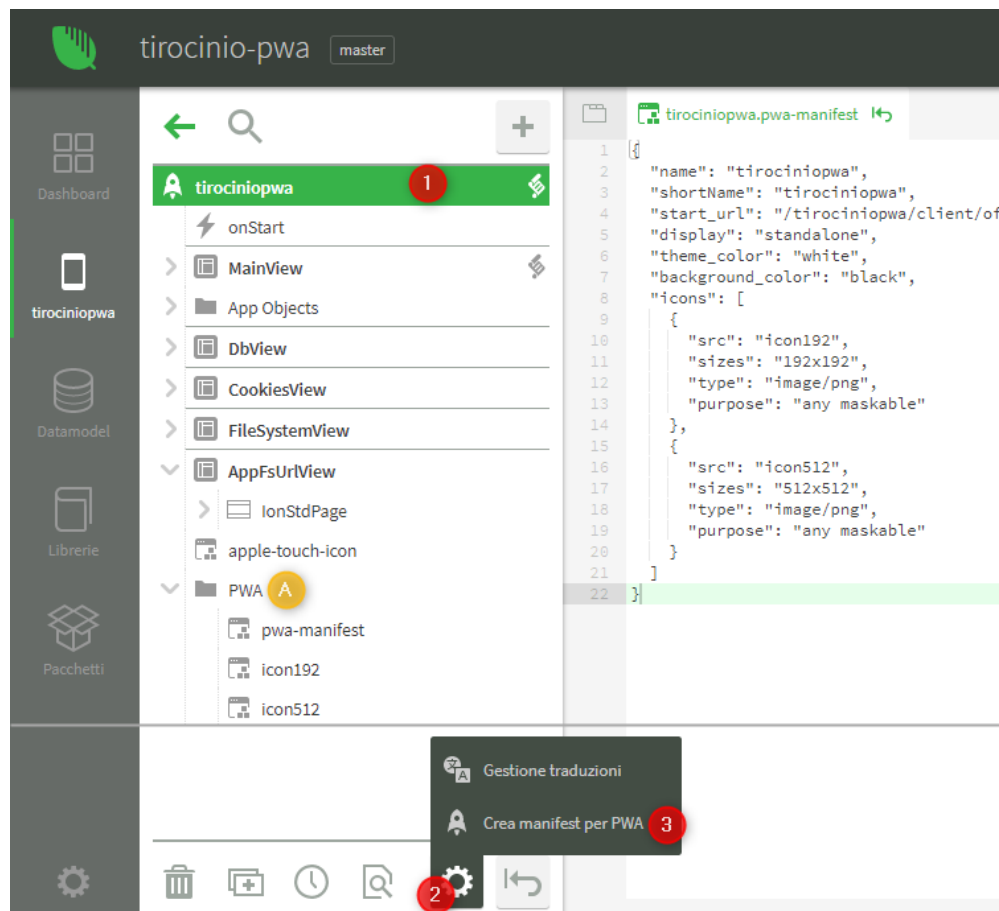 tirocinio-pwa master
Dashboard
tirociniopwa
Datamodel
Librerie
Pacchetti
tirociniopwa 1
onStart
MainView
App Objects
DbView
CookiesView
FileSystemView
AppFsUrlView
IonStdPage
apple-touch-icon
PWA A
pwa-manifest
icon192
icon512
Gestione traduzioni
Crea manifest per PWA 3
2
tirociniopwa.pwa-manifest
1 {
2 "name": "tirociniopwa",
3 "shortName": "tirociniopwa",
4 "start_url": "/tirociniopwa/client/of
5 "display": "standalone",
6 "theme_color": "white",
7 "background_color": "black",
8 "icons": [
9 {
10 "src": "icon192",
11 "sizes": "192x192",
12 "type": "image/png",
13 "purpose": "any maskable"
14 },
15 {
16 "src": "icon512",
17 "sizes": "512x512",
18 "type": "image/png",
19 "purpose": "any maskable"
20 }
21 ]
22 }